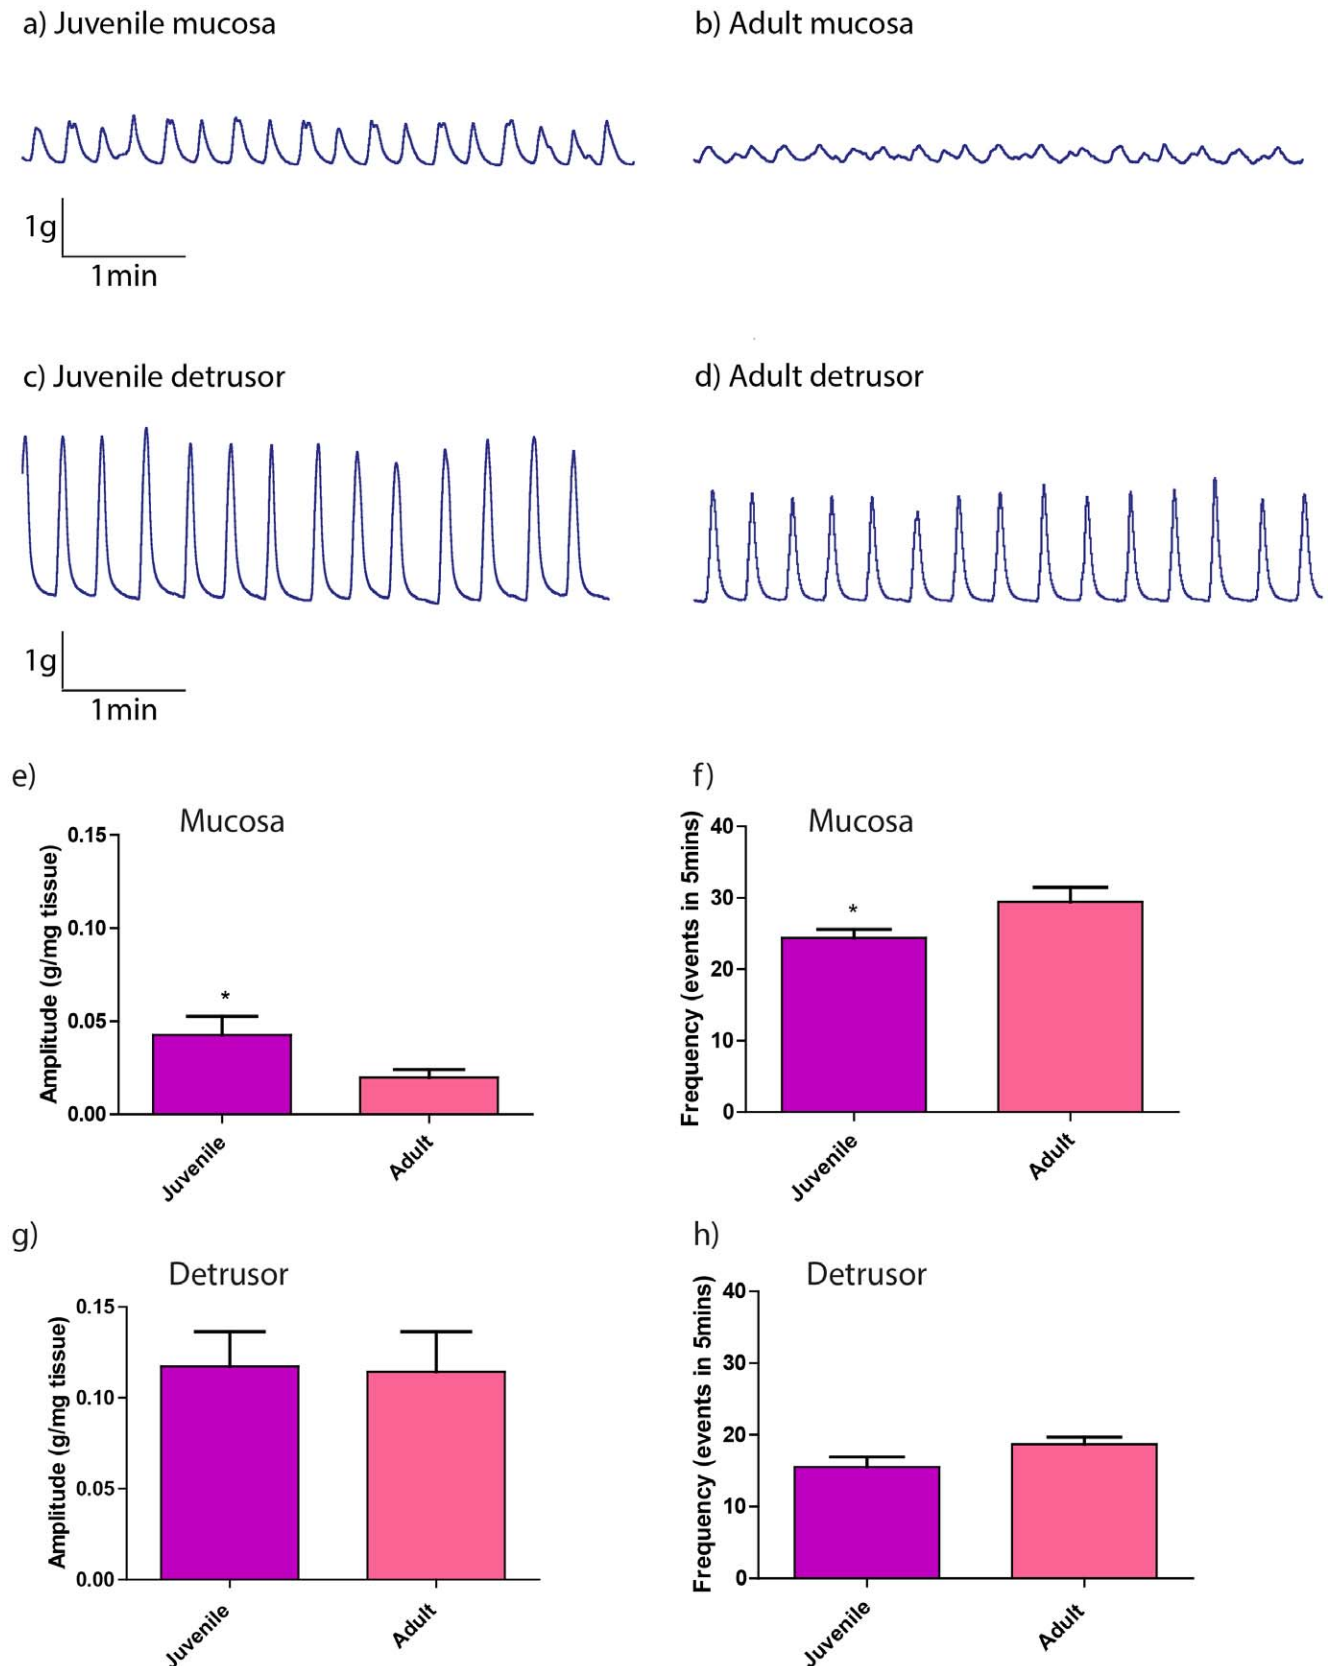 a) Juvenile mucosa
b) Adult mucosa
1g
1min
c) Juvenile detrusor
d) Adult detrusor
1g
1min
e)
Mucosa
Amplitude (g/mg tissue)
0.15
0.10
0.05
0.00
*
Juvenile
Adult
f)
Mucosa
Frequency (events in 5mins)
40
30
20
10
0
*
Juvenile
Adult
g)
Detrusor
Amplitude (g/mg tissue)
0.15
0.10
0.05
0.00
Juvenile
Adult
h)
Detrusor
Frequency (events in 5mins)
40
30
20
10
0
Juvenile
Adult